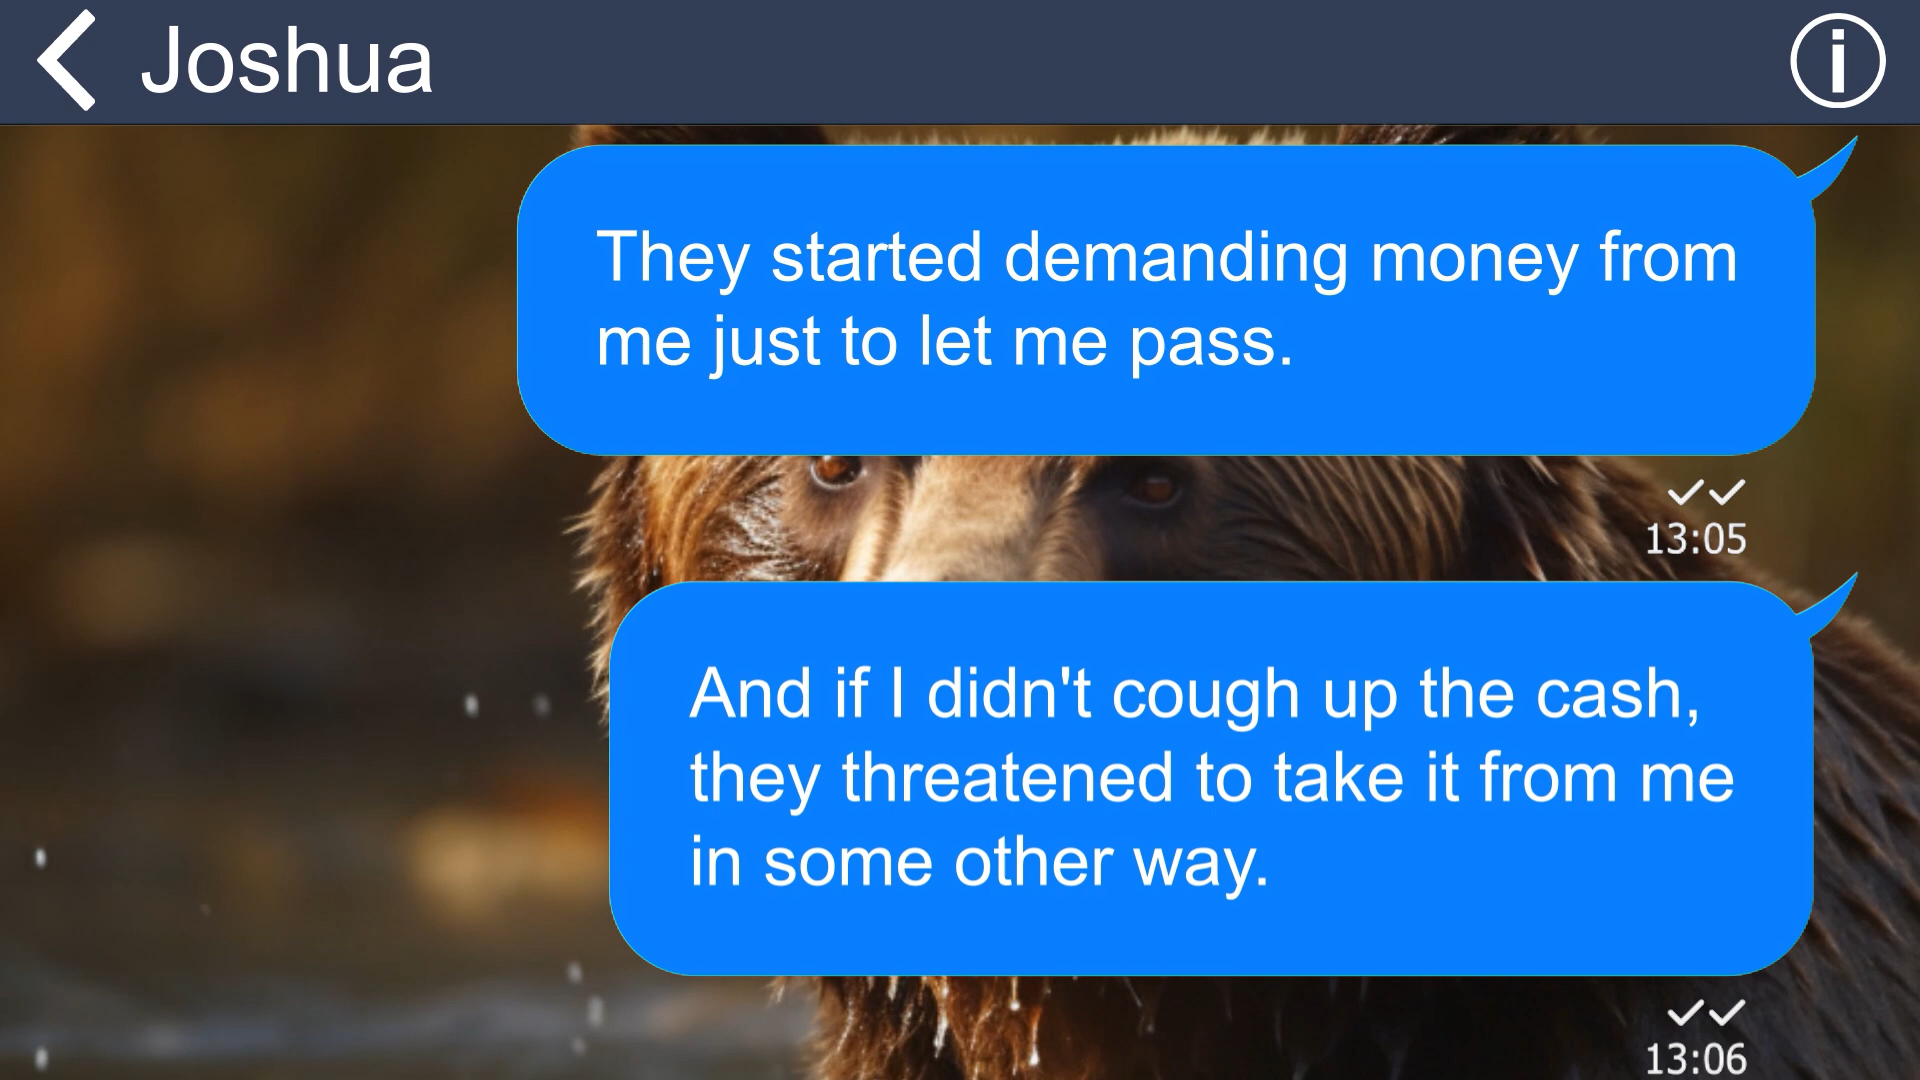 Joshua
They started demanding money from
me just to let me pass.
13:05
And if I didn't cough up the cash,
they threatened to take it from me
in some other way.
13:06